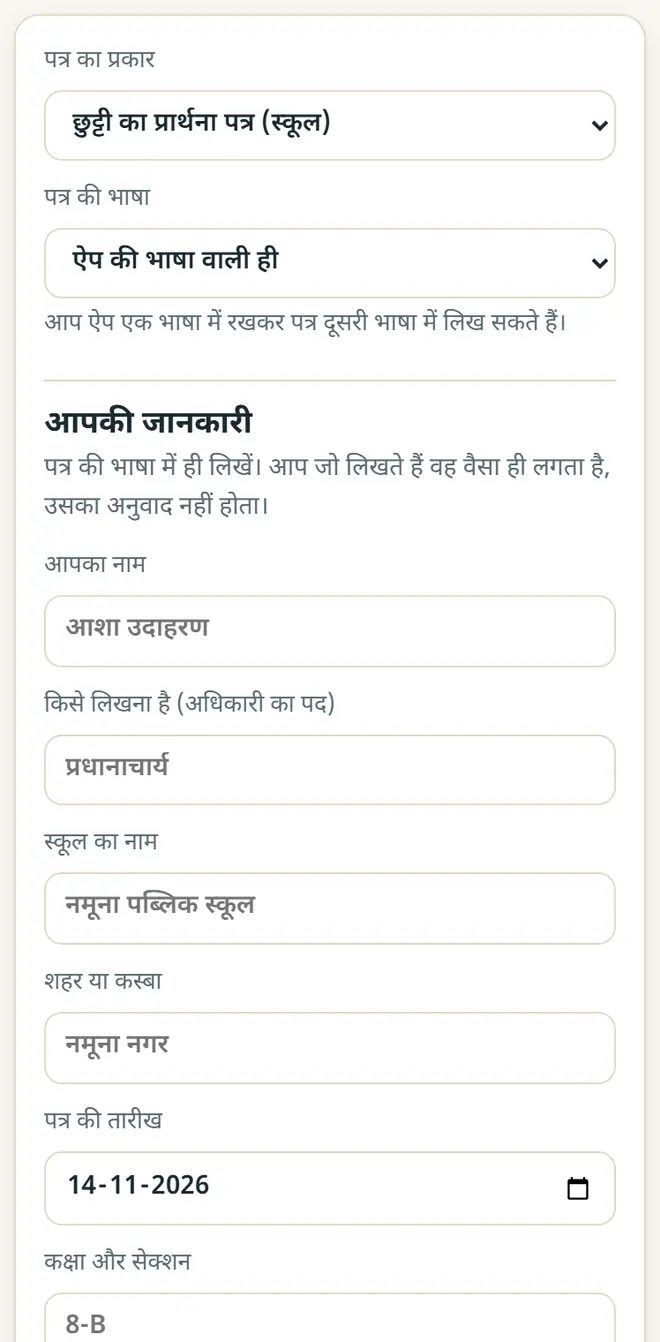 पत्र का प्रकार
छुट्टी का प्रार्थना पत्र (स्कूल)
पत्र की भाषा
ऐप की भाषा वाली ही
आप ऐप एक भाषा में रखकर पत्र दूसरी भाषा में लिख सकते हैं।
आपकी जानकारी
पत्र की भाषा में ही लिखें। आप जो लिखते हैं वह वैसा ही लगता है,
उसका अनुवाद नहीं होता।
आपका नाम
आशा उदाहरण
किसे लिखना है (अधिकारी का पद)
प्रधानाचार्य
स्कूल का नाम
नमूना पब्लिक स्कूल
शहर या कस्बा
नमूना नगर
पत्र की तारीख
14-11-2026
कक्षा और सेक्शन
8-B